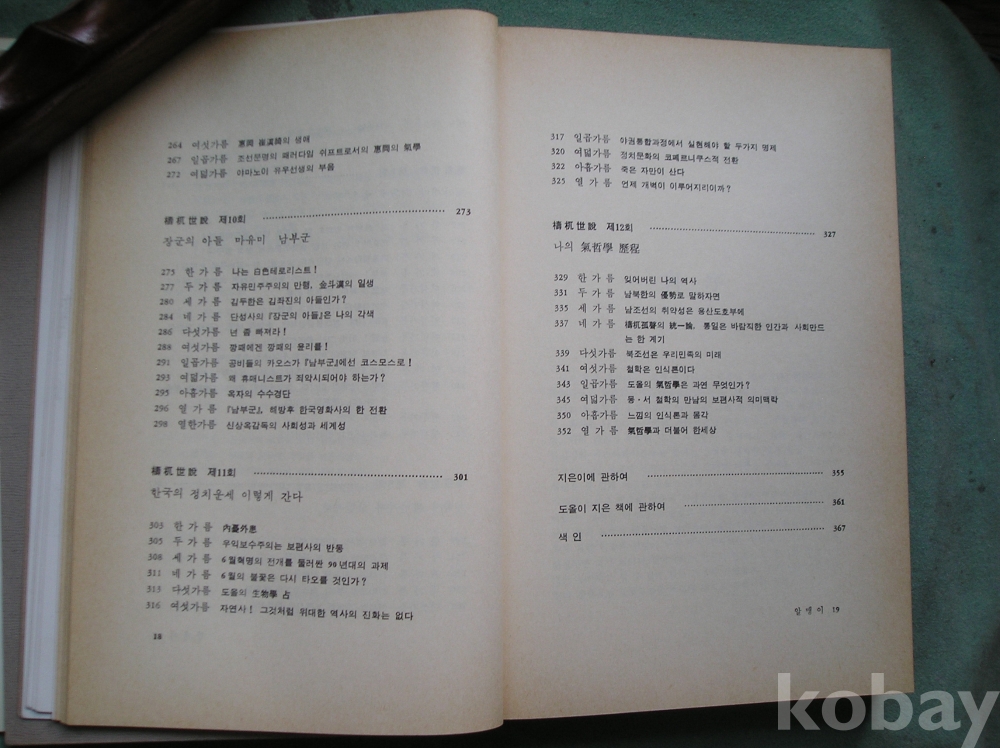 264 여섯가름 惠岡 崔漢綺의 생애
267 일곱가름 조선문명의 패러다임 쉬프트로서의 惠岡의 氣學
272 여덟가름 야마노이 유우선생의 부음
檮杌世說 제10회 273
장군의 아들 마유미 남부군
275 한 가 름 나는 白色테로리스트!
277 두 가 름 자유민주주의의 만형, 金斗漢의 일생
280 세 가 름 김두한은 김좌진의 아들인가?
284 네 가 름 단성사의 『장군의 아들』은 나의 각색
286 다섯가름 넌 좀 빠져라!
288 여섯가름 깡패헤겐 깡패의 윤리를!
291 일곱가름 공비들의 카오스가 『남부군』에선 코스모스로!
293 여덟가름 왜 휴매니스트가 죄악시되어야 하는가?
295 아홉가름 옥자의 수수경단
296 열 가 름 『남부군』, 해방후 한국영화사의 한 전환
298 열한가름 신상옥감독의 사회성과 세계성
檮杌世說 제11회 301
한국의 정치운세 이렇게 간다
303 한 가 름 內憂外患
305 두 가 름 우익보수주의는 보편사의 반동
308 세 가 름 6월혁명의 전개를 둘러싼 90년대의 과제
311 네 가 름 6월의 불꽃은 다시 타오를 것인가?
313 다섯가름 도올의 生物學 占
316 여섯가름 자연사! 그것처럼 위대한 역사의 진화는 없다
18
317 일곱가름 야권통합과정에서 실현해야 할 두가지 명제
320 여덟가름 정치문화의 코페르니쿠스적 전환
322 아홉가름 죽은 자만이 산다
325 열 가 름 언제 개벽이 이루어지리이까?
檮杌世說 제12회 327
나의 氣哲學 歷程
329 한 가 름 잊어버린 나의 역사
331 두 가 름 남북한의 優勢로 말하자면
335 세 가 름 남조선의 취약성은 용산도호부에
337 네 가 름 檮杌孤聲의 統一論, 통일은 바람직한 인간과 사회만드
는 한 계기
339 다섯가름 북조선은 우리민족의 미래
341 여섯가름 철학은 인식론이다
343 일곱가름 도올의 氣哲學은 과연 무엇인가?
345 여덟가름 동·서 철학의 만남의 보편사적 의미맥락
350 아홉가름 느낌의 인식론과 몸각
352 열 가 름 氣哲學과 더불어 한세상
지은이에 관하여 355
도올이 지은 책에 관하여 361
색 인 367
알맹이 19
kobay